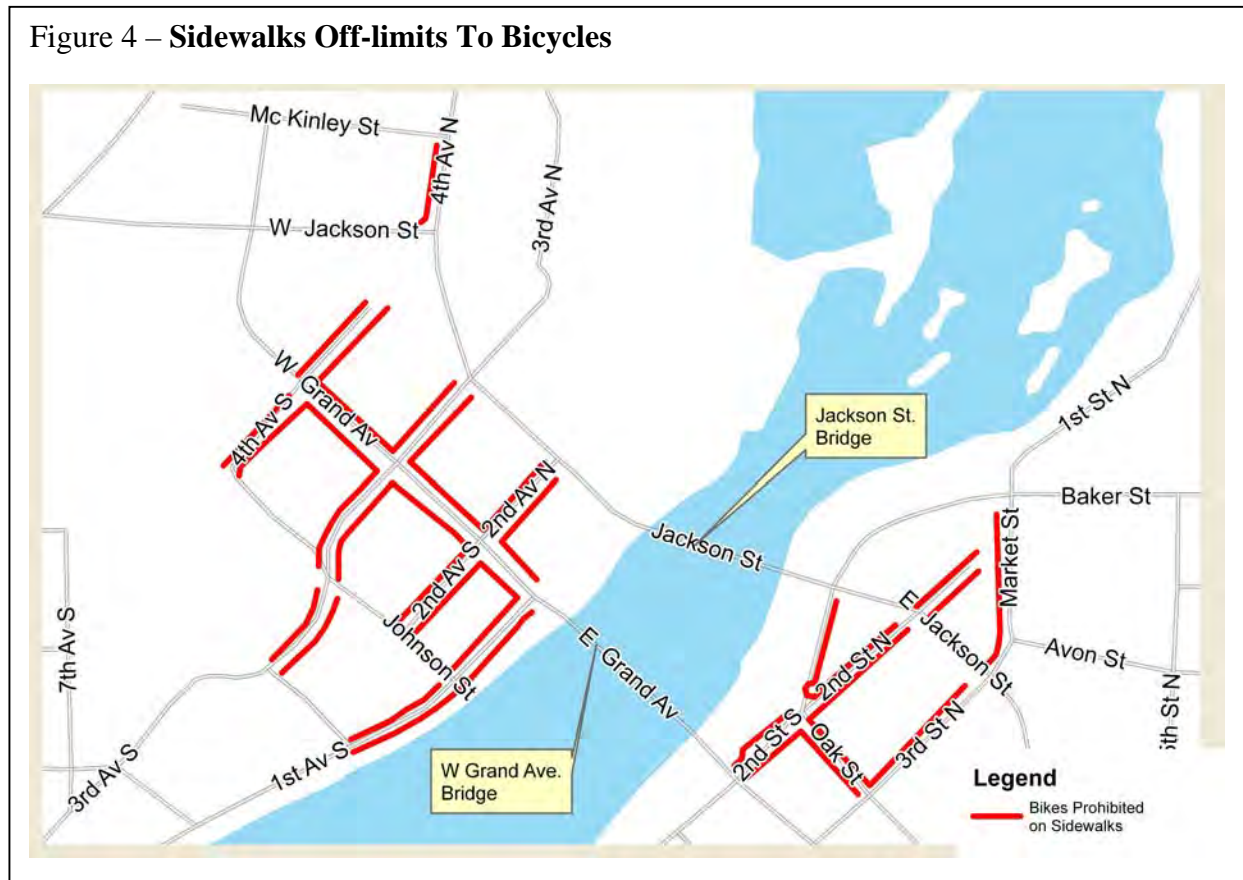 Figure 4 – Sidewalks Off-limits To Bicycles
Mc Kinley St
4th Av N
3rd Av N
W Jackson St
W Grand Av
4th Av S
2nd Av N
2nd Av S
Johnson St
7th Av S
3rd Av S
1st Av S
Jackson St.
Bridge
Jackson St
E Grand Av
W Grand Ave.
Bridge
1st St N
Baker St
Market St
E Jackson St
Avon St
2nd St N
2nd St S
Oak St
3rd St N
5th St N
Legend
Bikes Prohibited
on Sidewalks